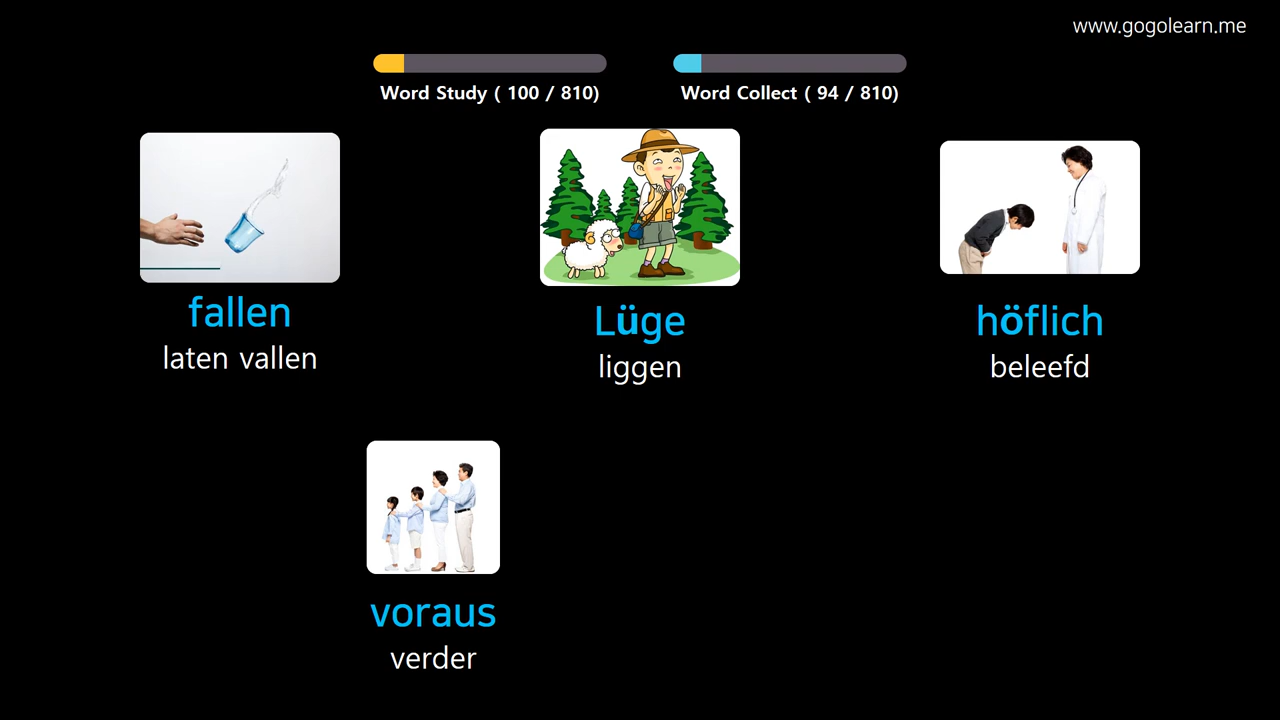 www.gogolearn.me
Word Study ( 100 / 810)
Word Collect ( 94 / 810)
fallen
laten vallen
Lüge
liggen
höflich
beleefd
voraus
verder